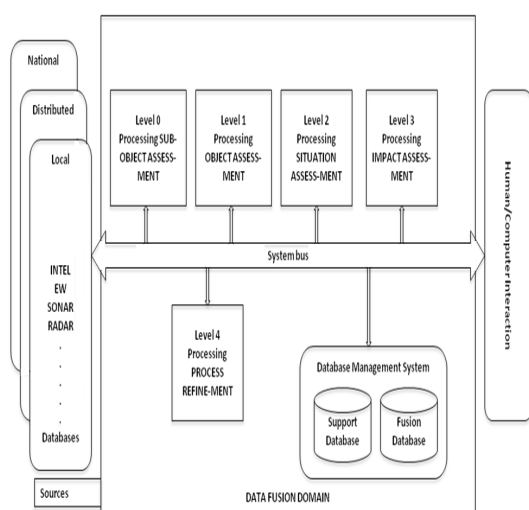 National
Distributed
Local
INTEL
EW
SONAR
RADAR
.
.
.
.
.
Databases
Sources
Level 0
Processing SUB-
OBJECT ASSESS-
MENT
Level 1
Processing
OBJECT ASSESS-
MENT
Level 2
Processing
SITUATION
ASSESS-MENT
Level 3
Processing
IMPACT ASSESS-
MENT
System bus
Level 4
Processing
PROCESS
REFINE-MENT
Database Management System
Support
Database
Fusion
Database
DATA FUSION DOMAIN
Human/Computer Interaction